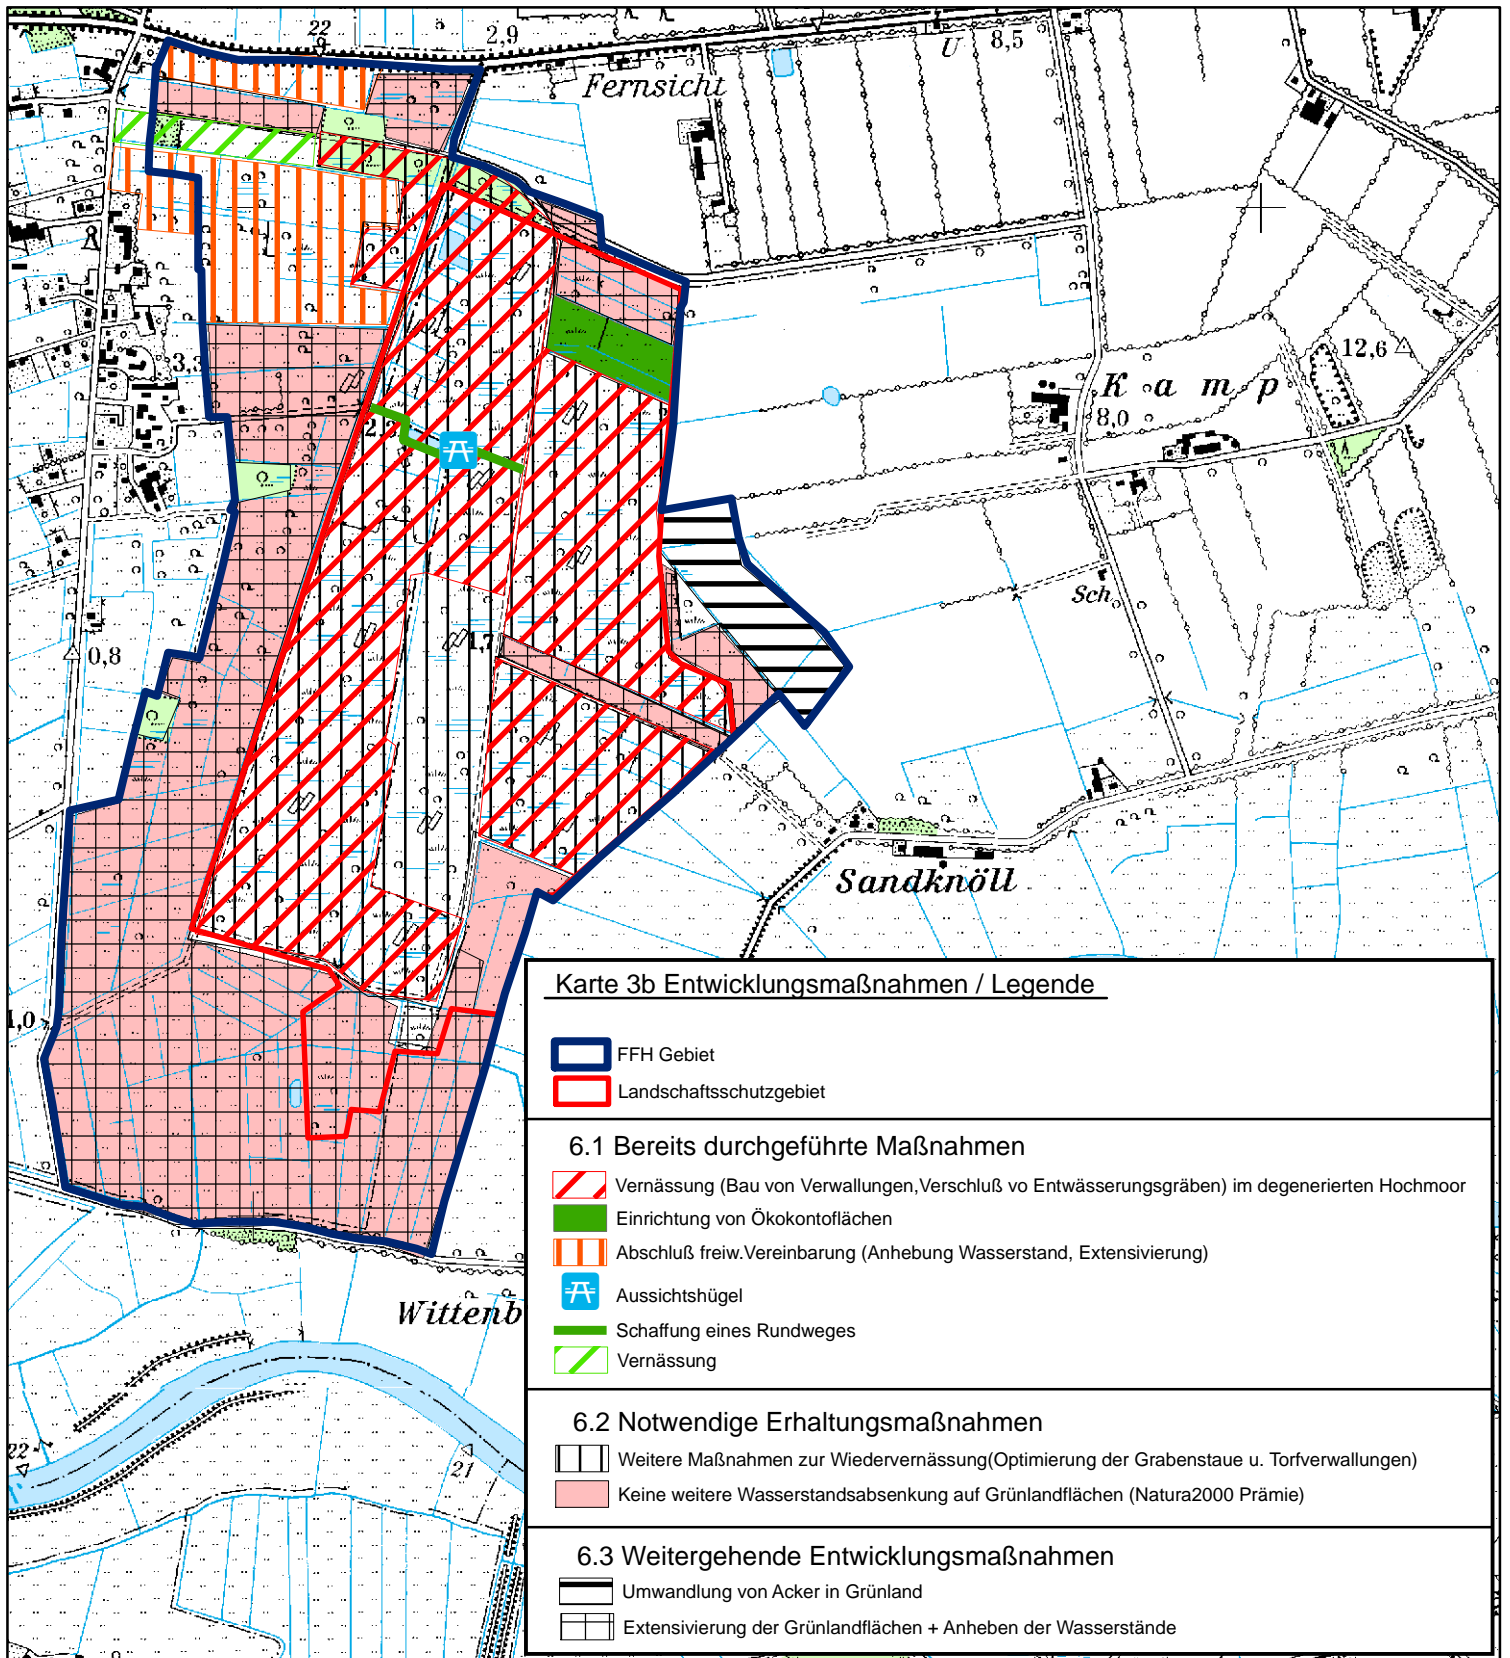 22
2,9
U
8,5
Fernsicht
3,3
12,6
Kamp
8,0
2,
Sch.
0,8
1,7
Sandknöll
1,0
Karte 3b Entwicklungsmaßnahmen / Legende
FFH Gebiet
Landschaftsschutzgebiet
6.1 Bereits durchgeführte Maßnahmen
Vernässung (Bau von Verwallungen,Verschluß vo Entwässerungsgräben) im degenerierten Hochmoor
Einrichtung von Ökokontoflächen
Abschluß freiw.Vereinbarung (Anhebung Wasserstand, Extensivierung)
Aussichtshügel
Wittenb
Schaffung eines Rundweges
Vernässung
6.2 Notwendige Erhaltungsmaßnahmen
22
21
Weitere Maßnahmen zur Wiedervernässung(Optimierung der Grabenstaue u. Torfverwallungen)
Keine weitere Wasserstandsabsenkung auf Grünlandflächen (Natura2000 Prämie)
6.3 Weitergehende Entwicklungsmaßnahmen
Umwandlung von Acker in Grünland
Extensivierung der Grünlandflächen + Anheben der Wasserstände